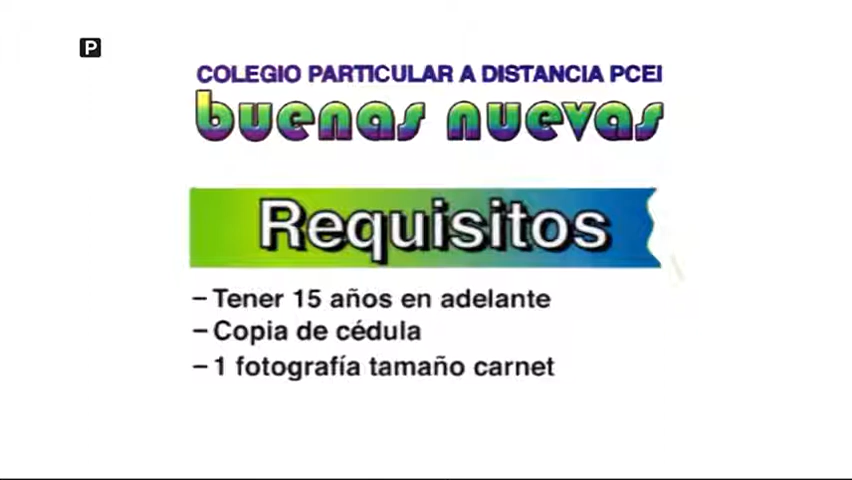 P
COLEGIO PARTICULAR A DISTANCIA PCEI
buenas nuevas
Requisitos
– Tener 15 años en adelante
– Copia de cédula
– 1 fotografía tamaño carnet